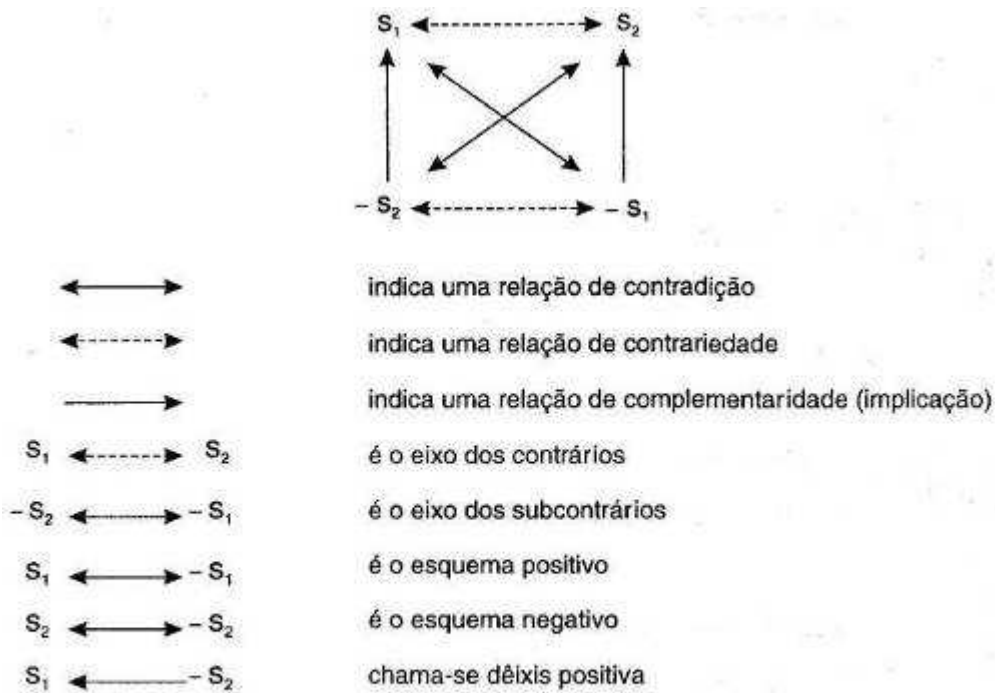 S₁ S₂
– S₂ – S₁
indica uma relação de contradição
indica uma relação de contrariedade
indica uma relação de complementaridade (implicação)
S₁ S₂ é o eixo dos contrários
– S₂ – S₁ é o eixo dos subcontrários
S₁ – S₁ é o esquema positivo
S₂ – S₂ é o esquema negativo
S₁ – S₂ chama-se dêixis positiva